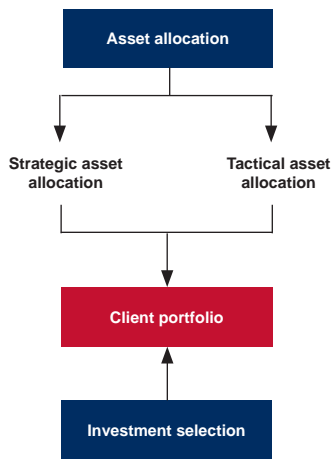 Asset allocation
Strategic asset
allocation
Tactical asset
allocation
Client portfolio
Investment selection